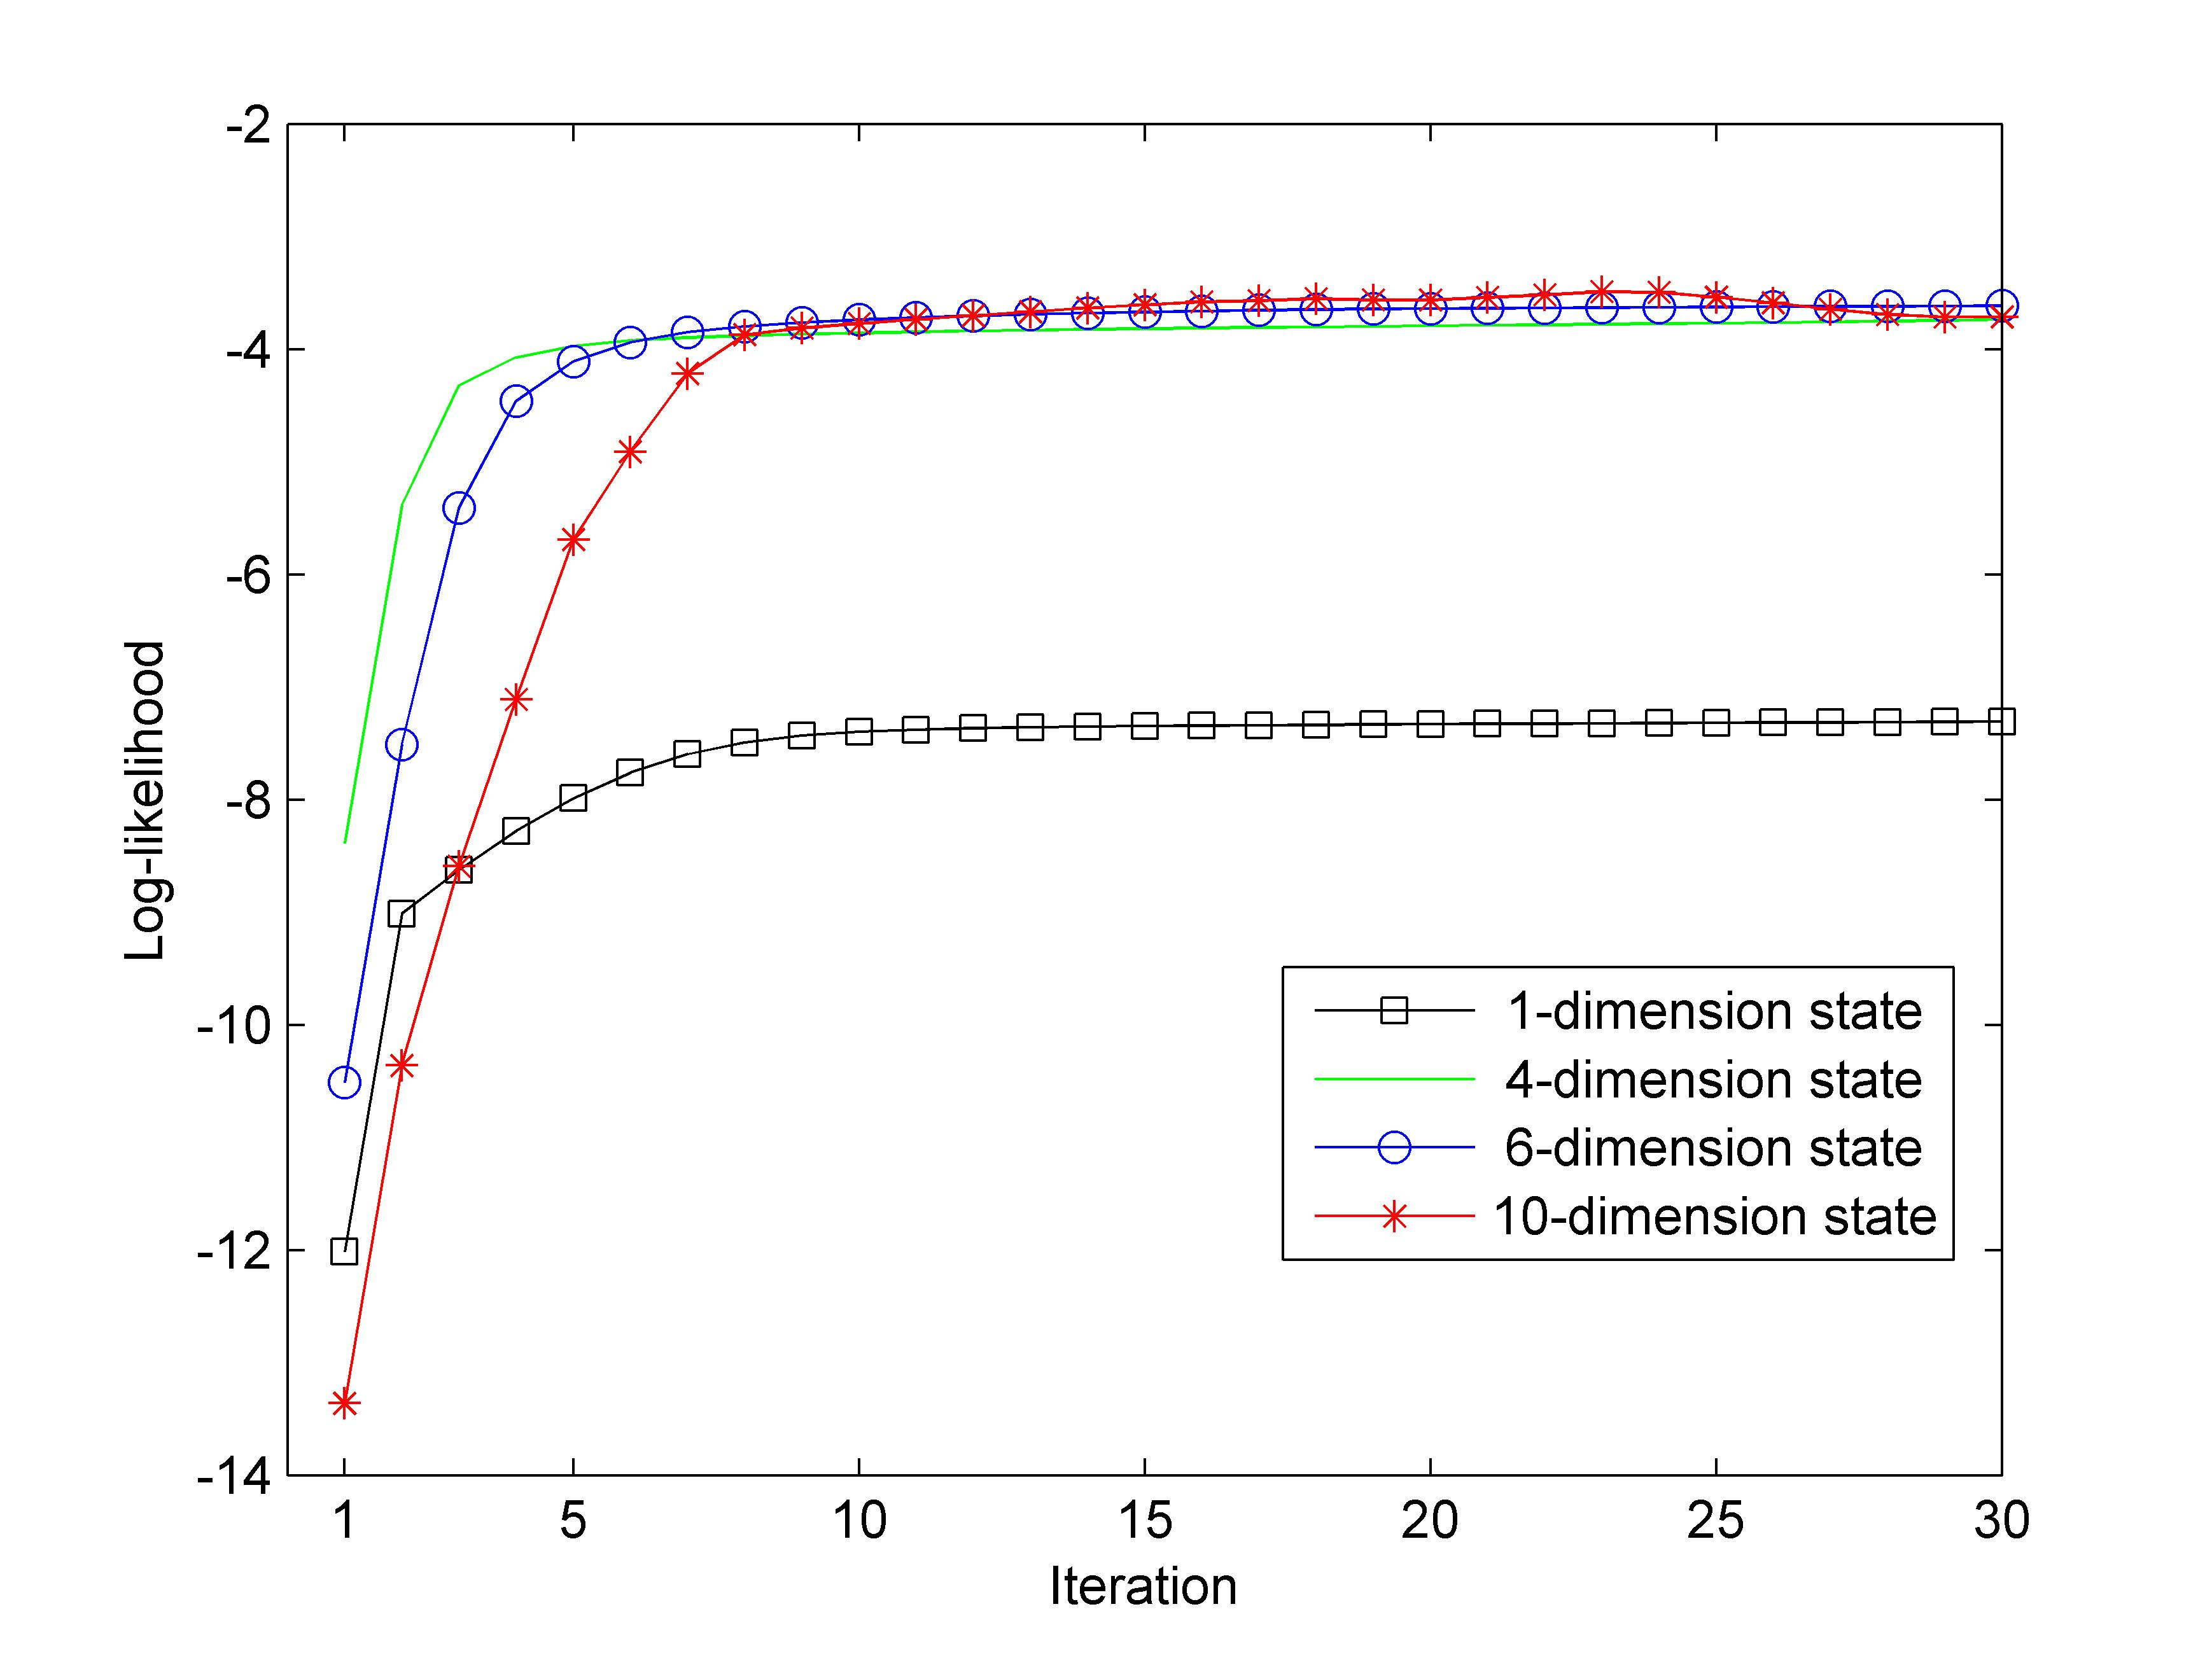 -2
-4
-6
-8
-10
-12
-14
Log-likelihood
1-dimension state
4-dimension state
6-dimension state
10-dimension state
1 5 10 15 20 25 30
Iteration